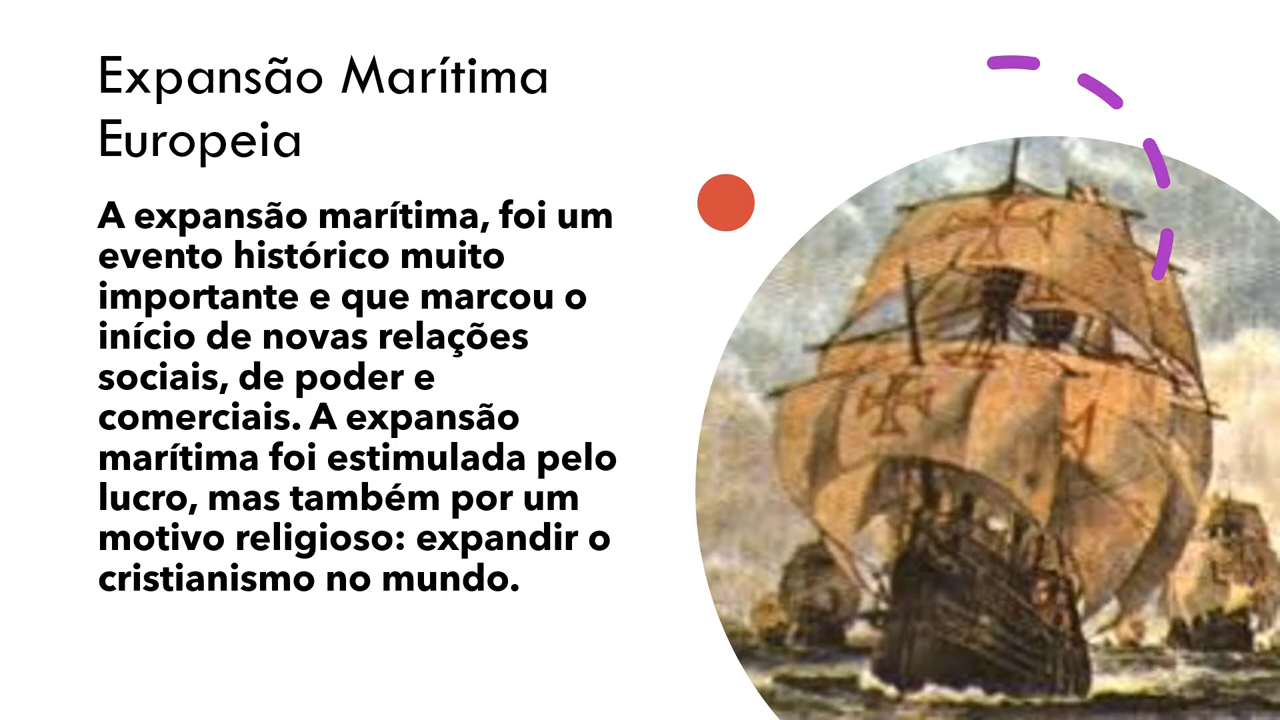 Expansão Marítima
Europeia
A expansão marítima, foi um
evento histórico muito
importante e que marcou o
início de novas relações
sociais, de poder e
comerciais. A expansão
marítima foi estimulada pelo
lucro, mas também por um
motivo religioso: expandir o
cristianismo no mundo.